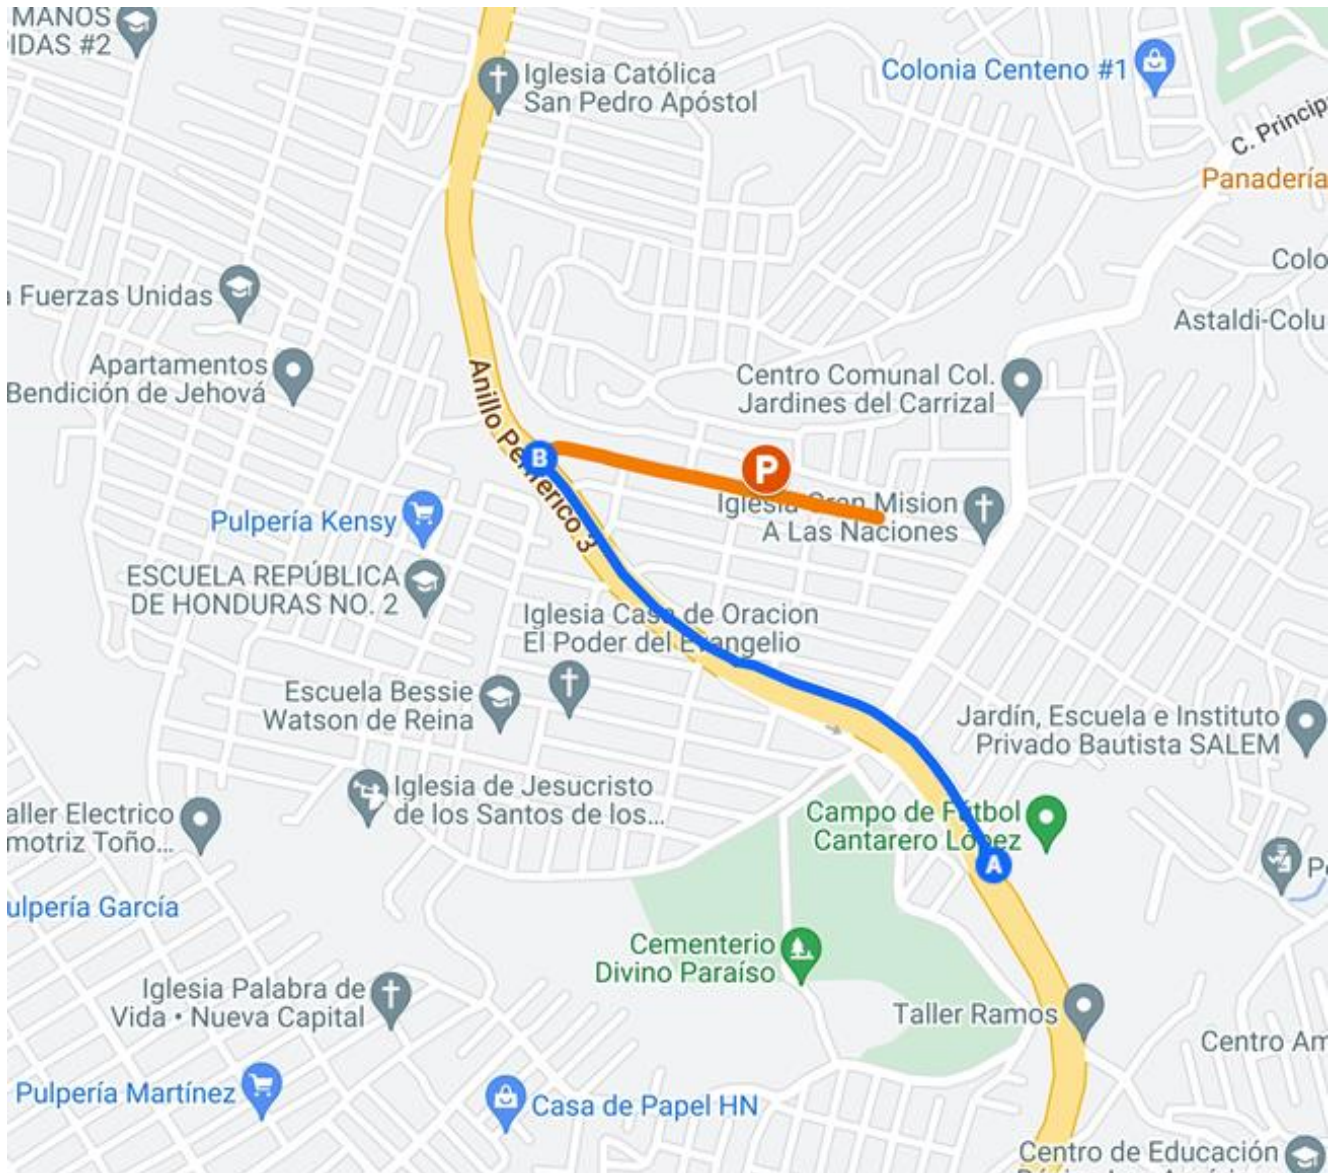 MANOS
IDAS #2
Iglesia Católica
San Pedro Apóstol
Colonia Centeno #1
C. Princip
Panadería
Colo
a Fuerzas Unidas
Astaldi-Colu
Apartamentos
Bendición de Jehová
Centro Comunal Col.
Jardines del Carrizal
Anillo Periferico 3
B
P
Iglesia Gran Mision
A Las Naciones
Pulpería Kensy
ESCUELA REPÚBLICA
DE HONDURAS NO. 2
Iglesia Casa de Oracion
El Poder del Evangelio
Escuela Bessie
Watson de Reina
Jardín, Escuela e Instituto
Privado Bautista SALEM
Iglesia de Jesucristo
de los Santos de los...
aller Electrico
motriz Toño...
Campo de Fútbol
Cantarero López
A
Po
ulpería García
Cementerio
Divino Paraíso
Iglesia Palabra de
Vida • Nueva Capital
Taller Ramos
Centro Am
Pulpería Martínez
Casa de Papel HN
Centro de Educación